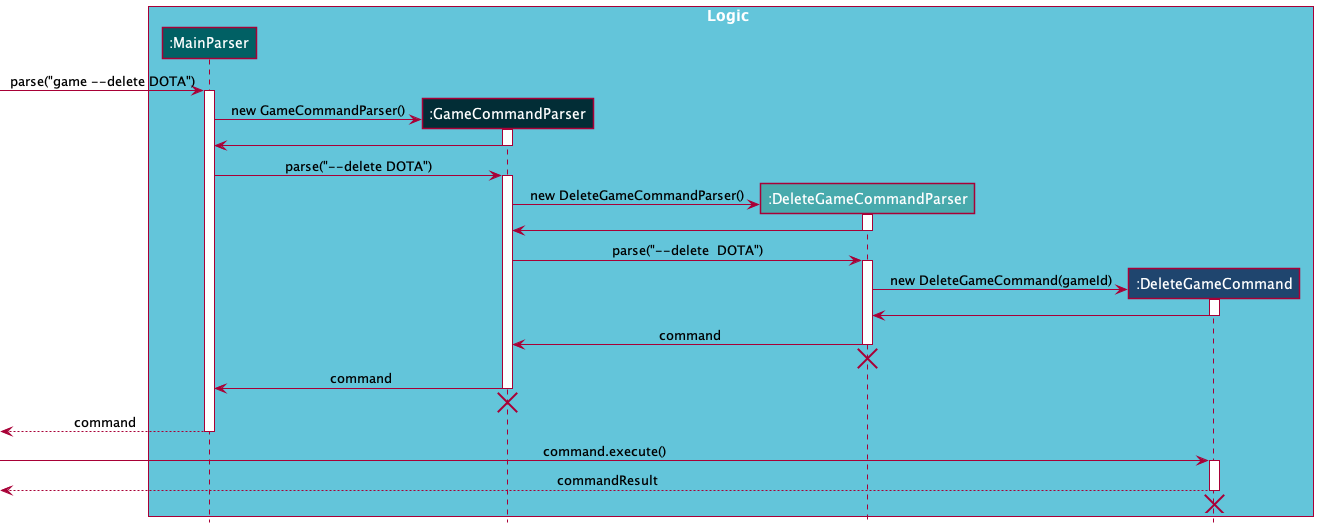 Logic
:MainParser
parse("game --delete DOTA")
new GameCommandParser()
:GameCommandParser
parse("--delete DOTA")
new DeleteGameCommandParser()
:DeleteGameCommandParser
parse("--delete  DOTA")
new DeleteGameCommand(gameId)
:DeleteGameCommand
command
command
command
command.execute()
commandResult